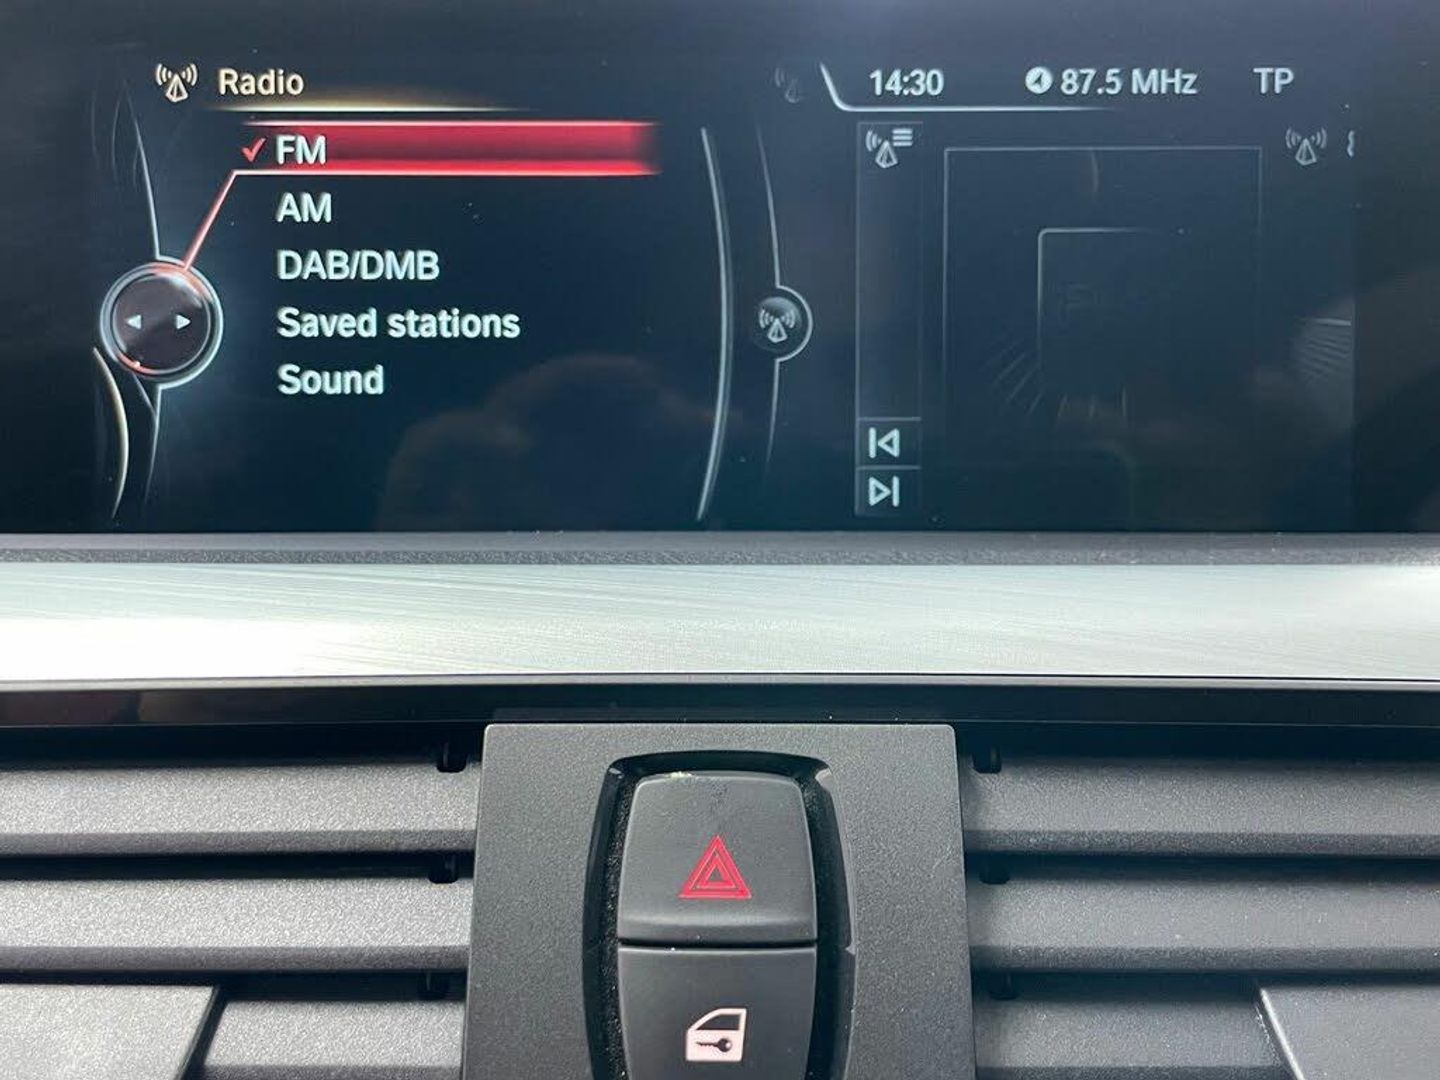 Radio
14:30 87.5 MHz TP
FM
AM
DAB/DMB
Saved stations
Sound